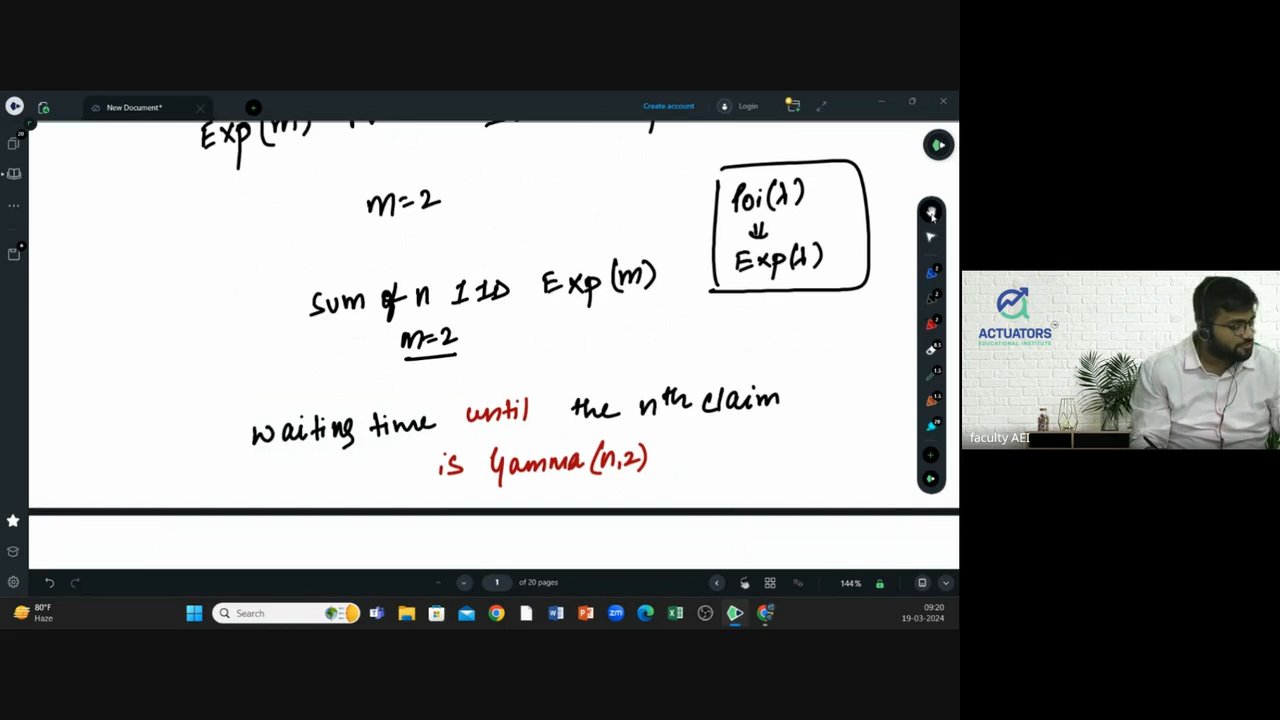 New Document*
Create account
Login
Exp(m)
m=2
Poi(λ)
⇓
Exp(λ)
sum of n IID Exp(m)
m=2
waiting time until the nth claim
is Gamma(n,2)
ACTUATORS
EDUCATIONAL INSTITUTE
faculty AEI
1 of 20 pages
144%
80°F
Haze
Search
09:20
19-03-2024